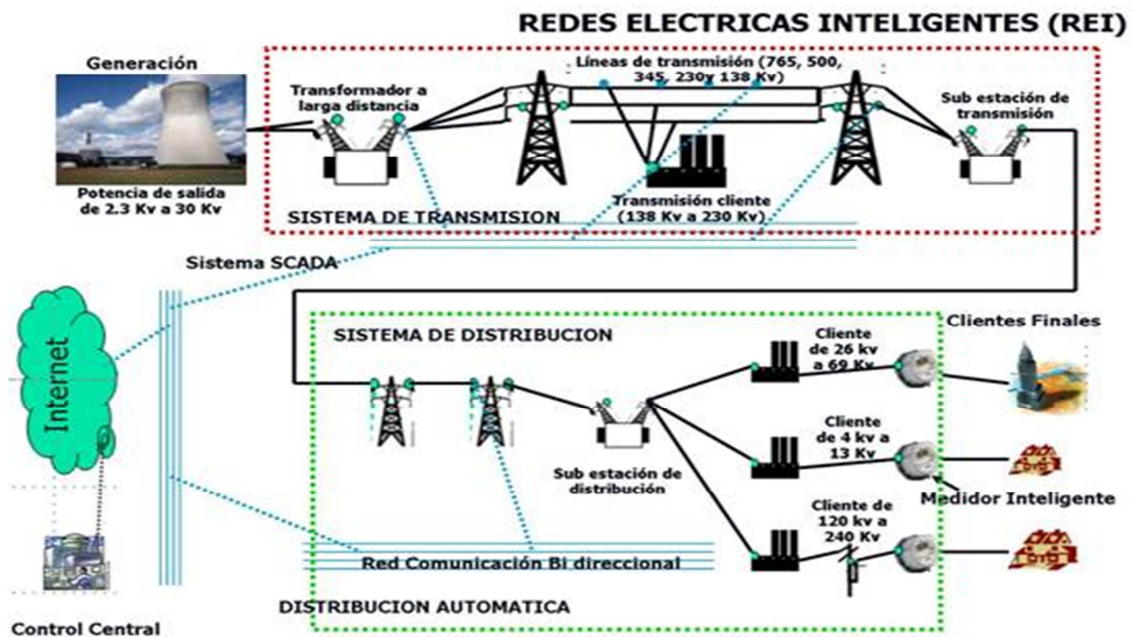 REDES ELECTRICAS INTELIGENTES (REI)
Generación
Potencia de salida
de 2.3 Kv a 30 Kv
Transformador a
larga distancia
Líneas de transmisión (765, 500,
345, 230y 138 Kv)
Sub estación de
transmisión
Transmisión cliente
(138 Kv a 230 Kv)
SISTEMA DE TRANSMISION
Sistema SCADA
Internet
Control Central
SISTEMA DE DISTRIBUCION
Cliente
de 26 kv
a 69 Kv
Clientes Finales
Sub estación de
distribución
Cliente
de 4 kv a
13 Kv
Medidor Inteligente
Cliente de
120 kv a
240 Kv
Red Comunicación Bi direccional
DISTRIBUCION AUTOMATICA